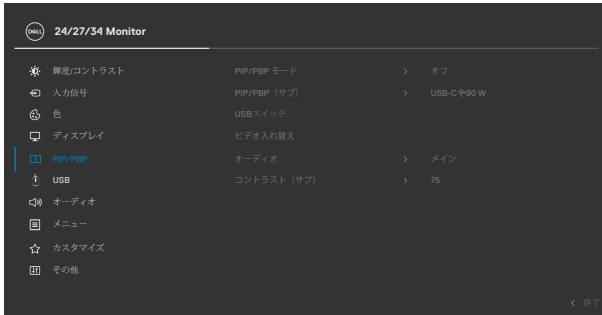 DELL
24/27/34 Monitor
輝度/コントラスト PIP/PBP モード > オフ
入力信号 PIP/PBP（サブ） > USB-C 90 W
色 USBスイッチ
ディスプレイ ビデオ入れ替え
PIP/PBP オーディオ > メイン
USB コントラスト（サブ） > 75
オーディオ
メニュー
カスタマイズ
その他
< 終了